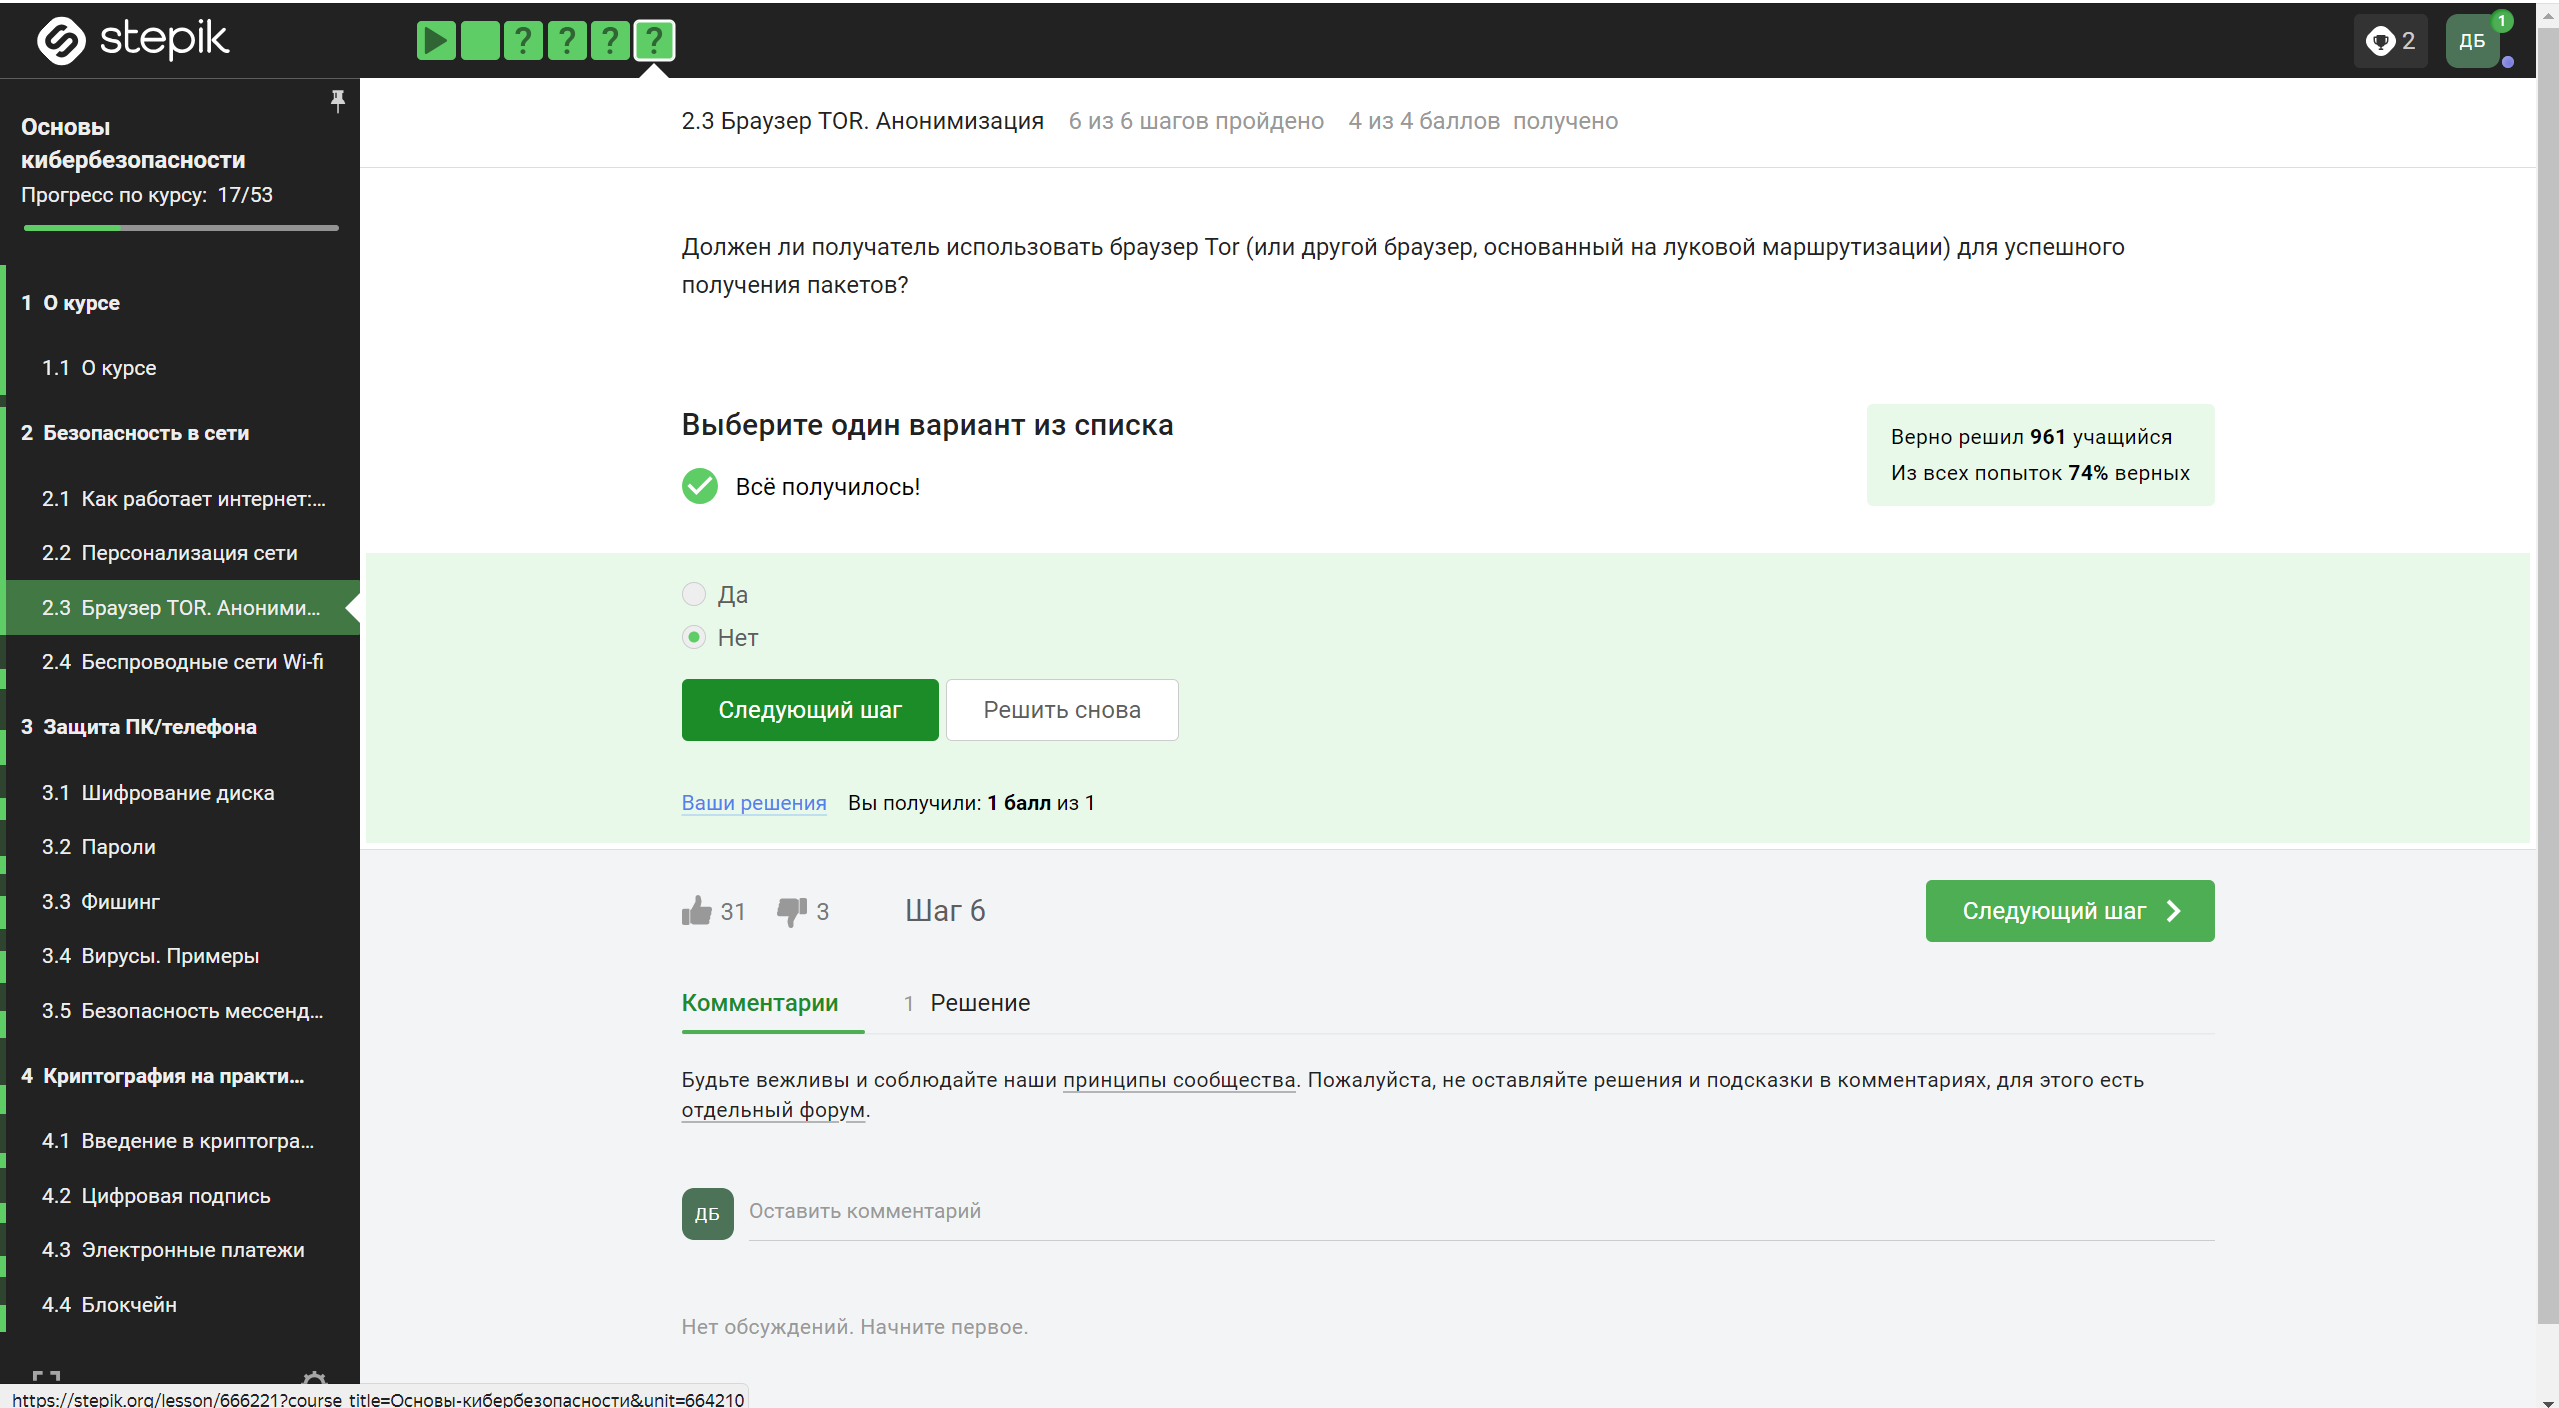 stepik
? ? ? ?
2
ДБ
1
Основы
кибербезопасности
Прогресс по курсу: 17/53
1 О курсе
1.1 О курсе
2 Безопасность в сети
2.1 Как работает интернет:...
2.2 Персонализация сети
2.3 Браузер TOR. Аноними...
2.4 Беспроводные сети Wi-fi
3 Защита ПК/телефона
3.1 Шифрование диска
3.2 Пароли
3.3 Фишинг
3.4 Вирусы. Примеры
3.5 Безопасность мессенд...
4 Криптография на практи...
4.1 Введение в криптогра...
4.2 Цифровая подпись
4.3 Электронные платежи
4.4 Блокчейн
2.3 Браузер TOR. Анонимизация 6 из 6 шагов пройдено 4 из 4 баллов получено
Должен ли получатель использовать браузер Tor (или другой браузер, основанный на луковой маршрутизации) для успешного
получения пакетов?
Выберите один вариант из списка
Всё получилось!
Верно решил 961 учащийся
Из всех попыток 74% верных
Да
Нет
Следующий шаг Решить снова
Ваши решения Вы получили: 1 балл из 1
31 3 Шаг 6
Следующий шаг
Комментарии 1 Решение
Будьте вежливы и соблюдайте наши принципы сообщества. Пожалуйста, не оставляйте решения и подсказки в комментариях, для этого есть
отдельный форум.
ДБ Оставить комментарий
Нет обсуждений. Начните первое.
https://stepik.org/lesson/666221?course_title=Основы-кибербезопасности&unit=664210